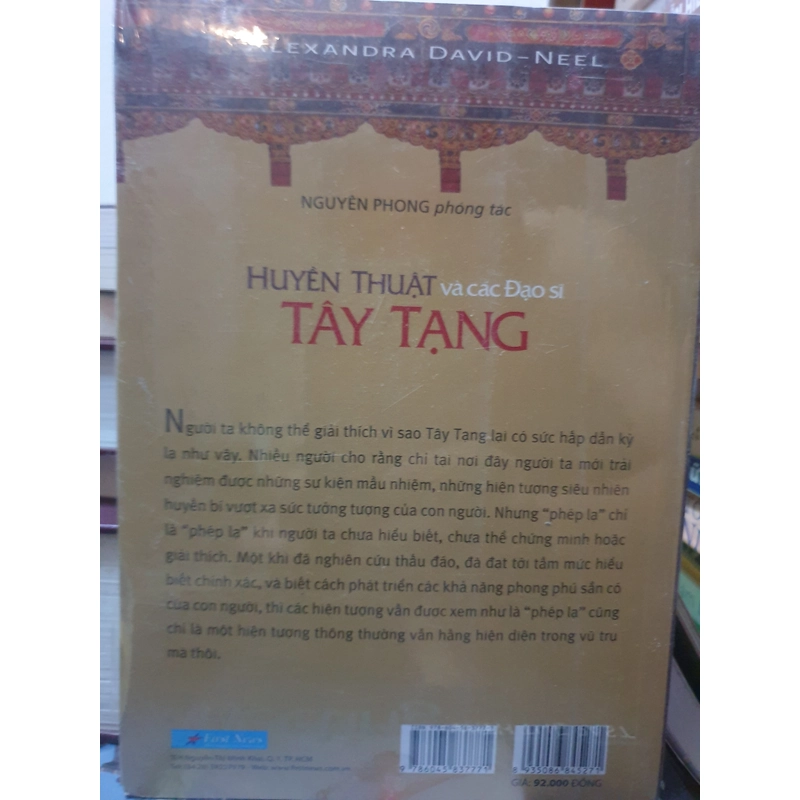 ALEXANDRA DAVID-NEEL
NGUYÊN PHONG phóng tác
HUYỀN THUẬT và các Đạo sĩ
TÂY TẠNG
Người ta không thể giải thích vì sao Tây Tạng lại có sức hấp dẫn kỳ
lạ như vậy. Nhiều người cho rằng chỉ tại nơi đây người ta mới trải
nghiệm được những sự kiện mầu nhiệm, những hiện tượng siêu nhiên
huyền bí vượt xa sức tưởng tượng của con người. Nhưng “phép lạ” chỉ
là “phép lạ” khi người ta chưa hiểu biết, chưa thể chứng minh hoặc
giải thích. Một khi đã nghiên cứu thấu đáo, đã đạt tới tầm mức hiểu
biết chính xác, và biết cách phát triển các khả năng phong phú sẵn có
của con người, thì các hiện tượng vẫn được xem như là “phép lạ” cũng
chỉ là một hiện tượng thông thường vẫn hằng hiện diện trong vũ trụ
mà thôi.
First News
GIÁ: 92.000 ĐỒNG